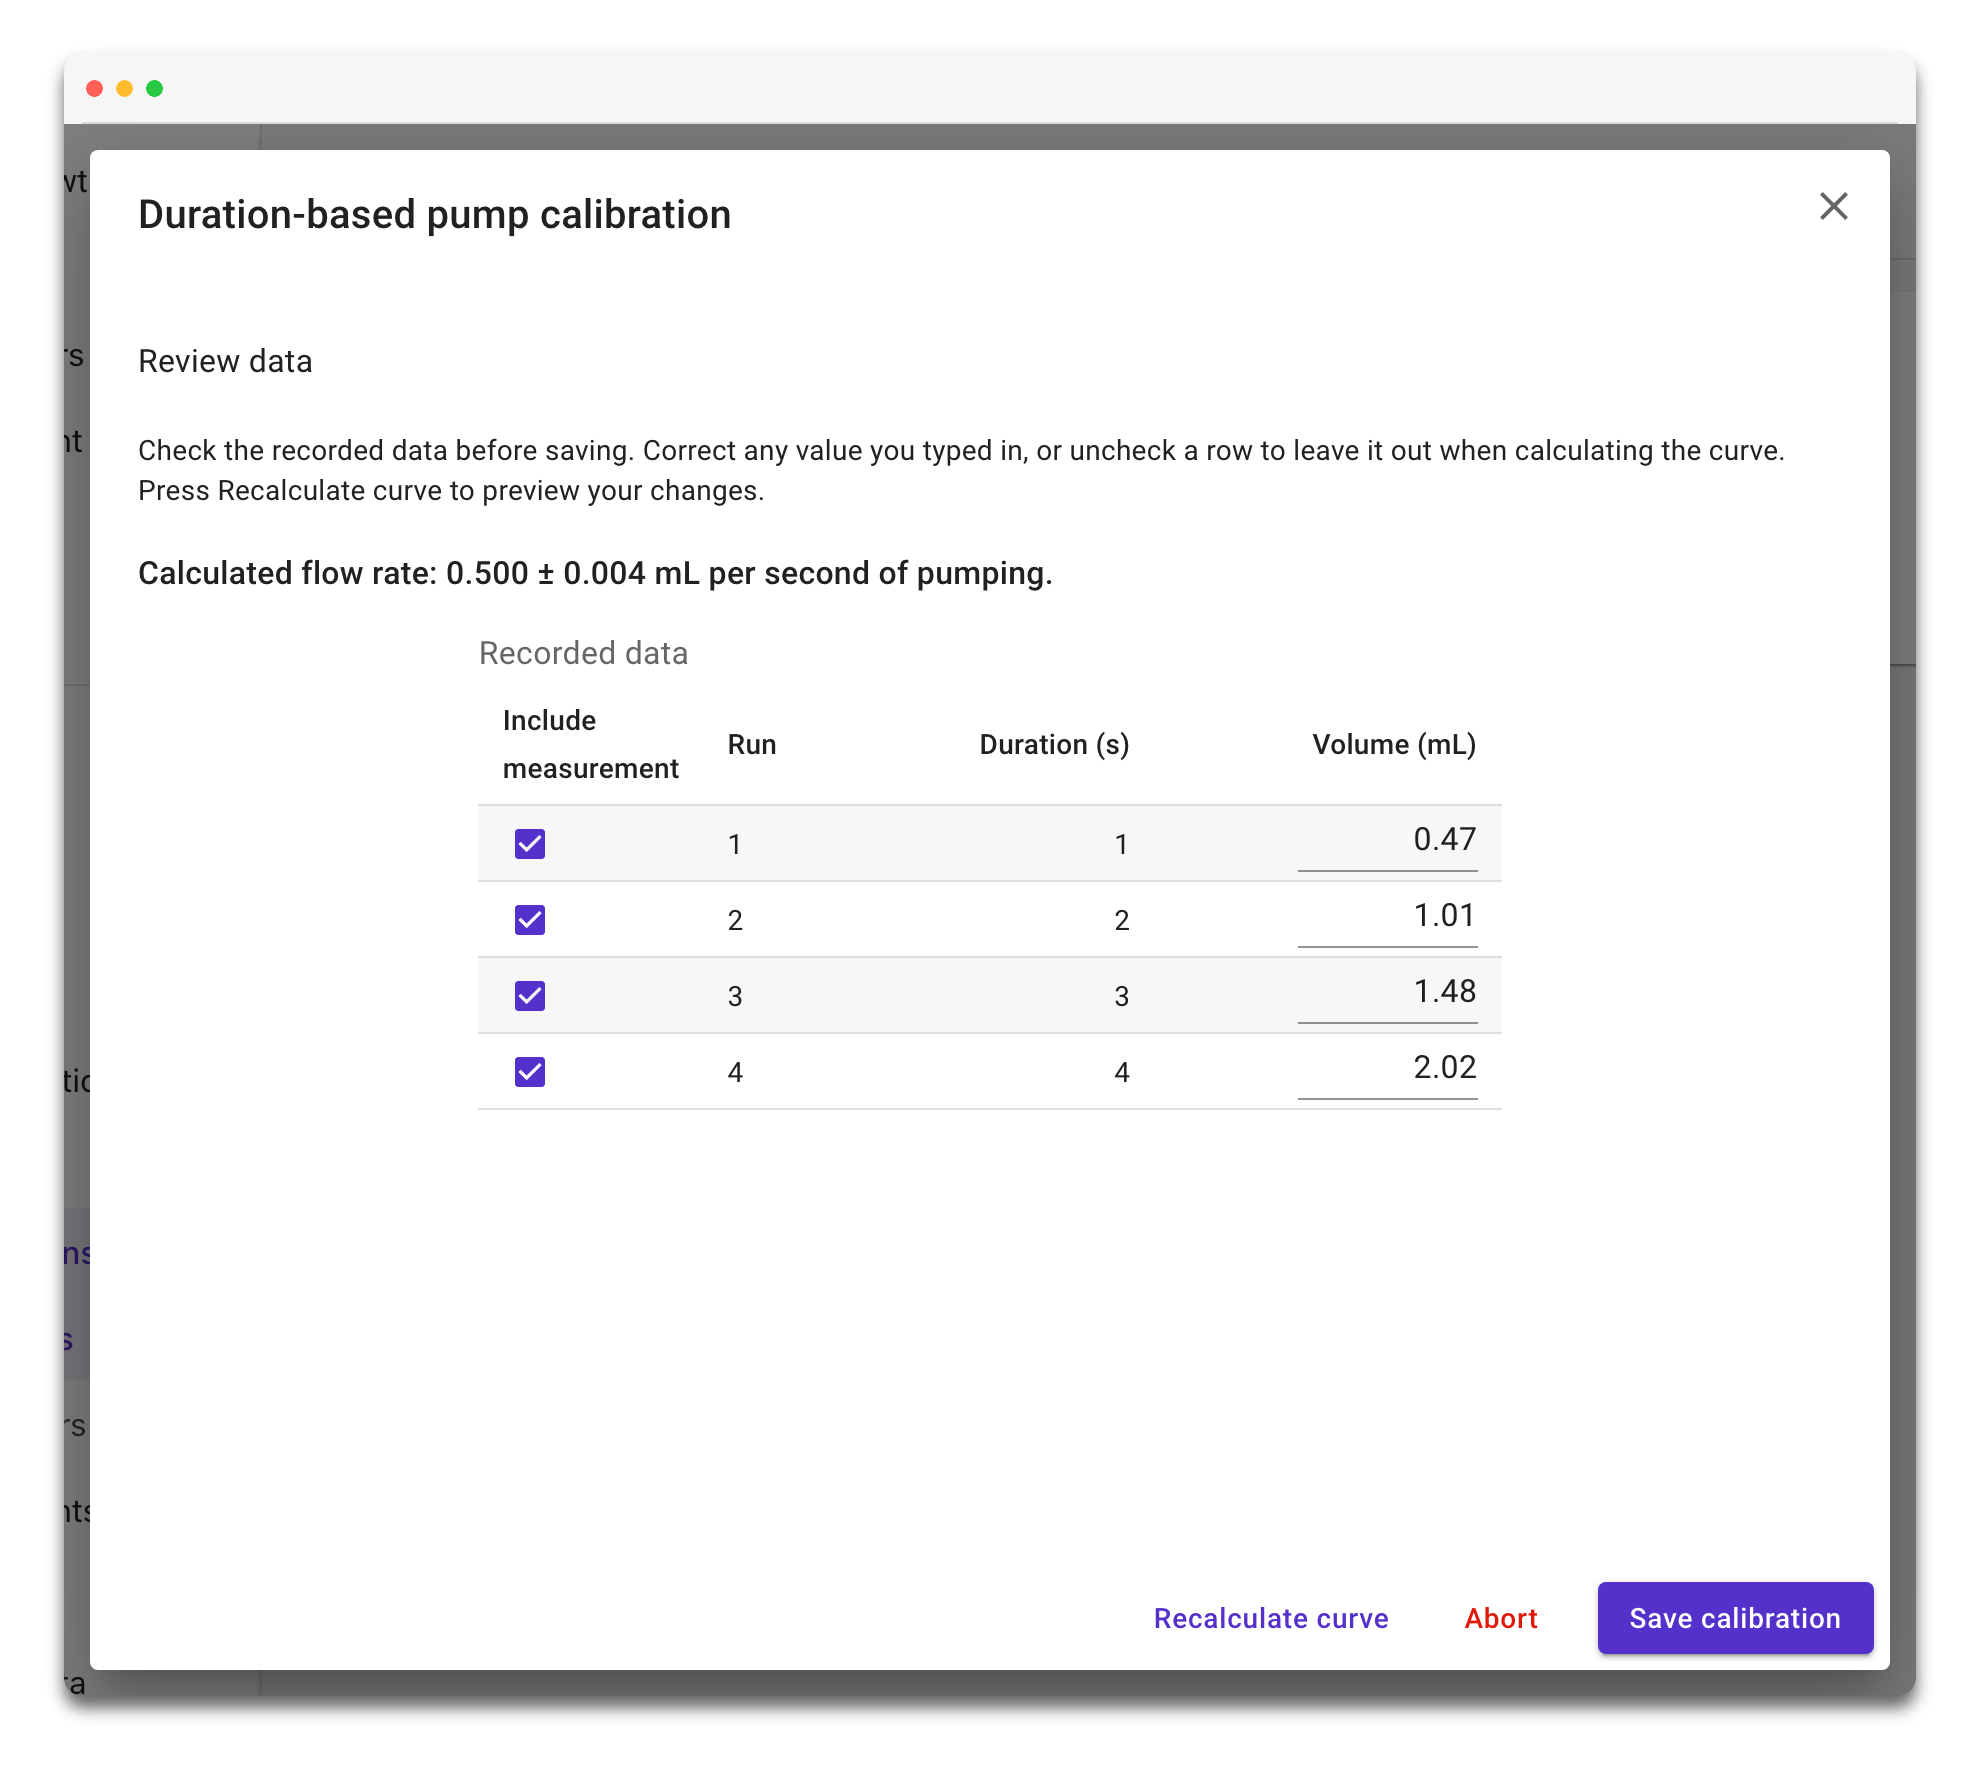 Duration-based pump calibration
Review data
Check the recorded data before saving. Correct any value you typed in, or uncheck a row to leave it out when calculating the curve.
Press Recalculate curve to preview your changes.
Calculated flow rate: 0.500 ± 0.004 mL per second of pumping.
Recorded data
Include measurement Run Duration (s) Volume (mL)
1 1 0.47
2 2 1.01
3 3 1.48
4 4 2.02
Recalculate curve Abort Save calibration